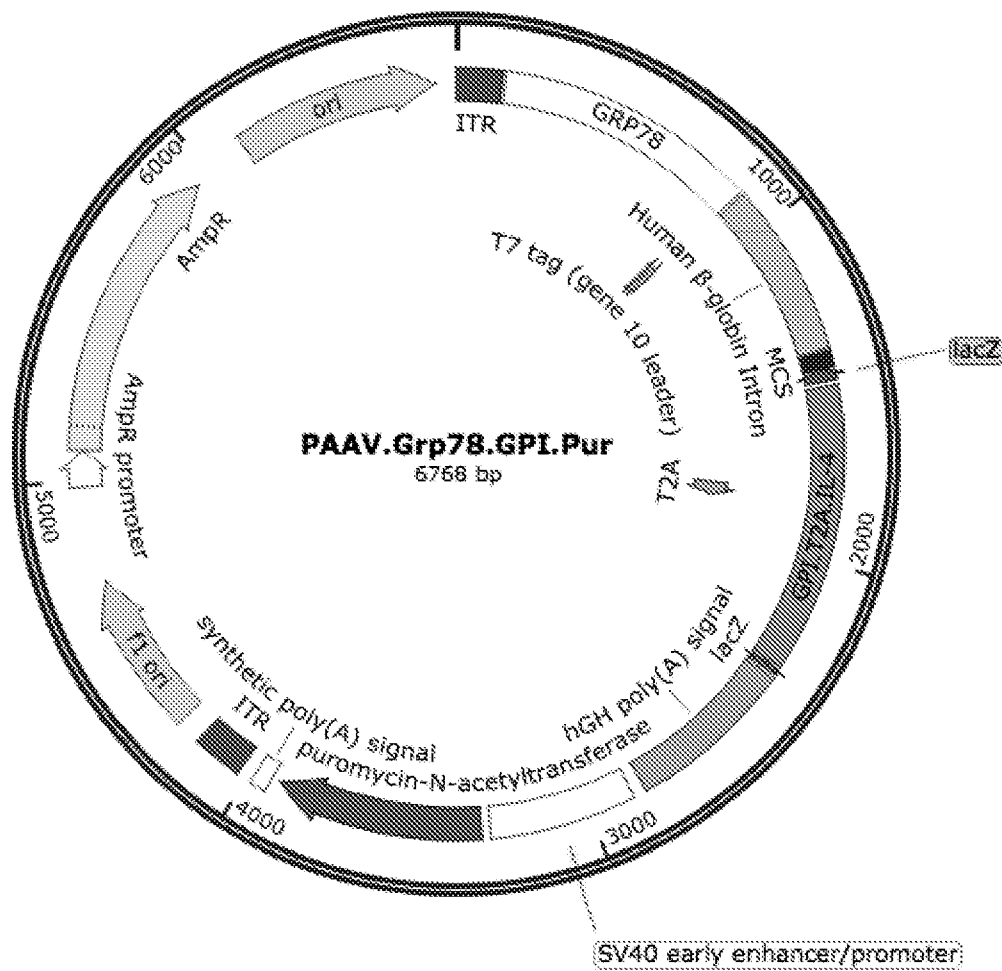 ori
ITR
GRP78
1000
6000
AmpR
T7 tag (gene 10 leader)
Human β-globin Intron
MCS
lacZ
AmpR promoter
PAAV.Grp78.GPI.Pur
6768 bp
T2A
GPI T2A IL-4
2000
5000
f1 ori
ITR
synthetic poly(A) signal
puromycin-N-acetyltransferase
hGH poly(A) signal
lacZ
4000
3000
SV40 early enhancer/promoter